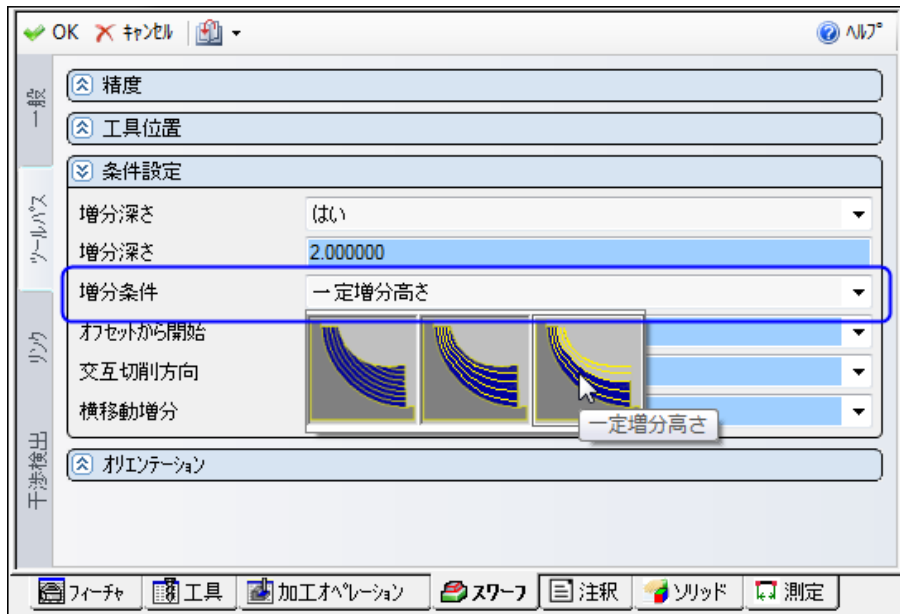 OK ｷｬﾝｾﾙ ﾍﾙﾌﾟ
一般
ﾂｰﾙﾊﾟｽ
ﾘﾝｸ
干渉検出
精度
工具位置
条件設定
増分深さ はい
増分深さ 2.000000
増分条件 一定増分高さ
ｵﾌｾｯﾄから開始
交互切削方向
横移動増分
一定増分高さ
ｵﾘｴﾝﾃｰｼｮﾝ
ﾌｨｰﾁｬ 工具 加工ｵﾍﾟﾚｰｼｮﾝ スワーフ 注釈 ｿﾘｯﾄﾞ 測定